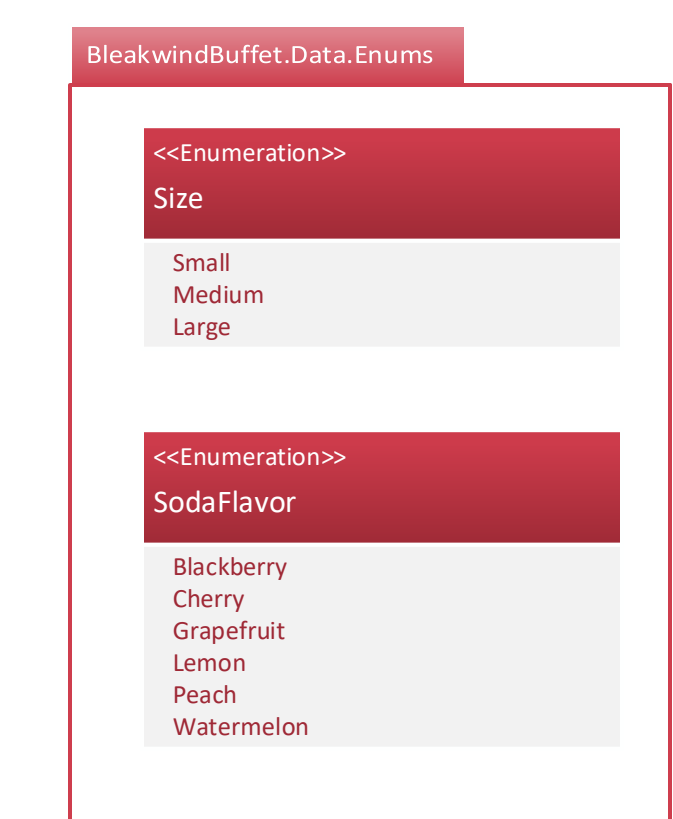 BleakwindBuffet.Data.Enums
<<Enumeration>>
Size
Small
Medium
Large
<<Enumeration>>
SodaFlavor
Blackberry
Cherry
Grapefruit
Lemon
Peach
Watermelon